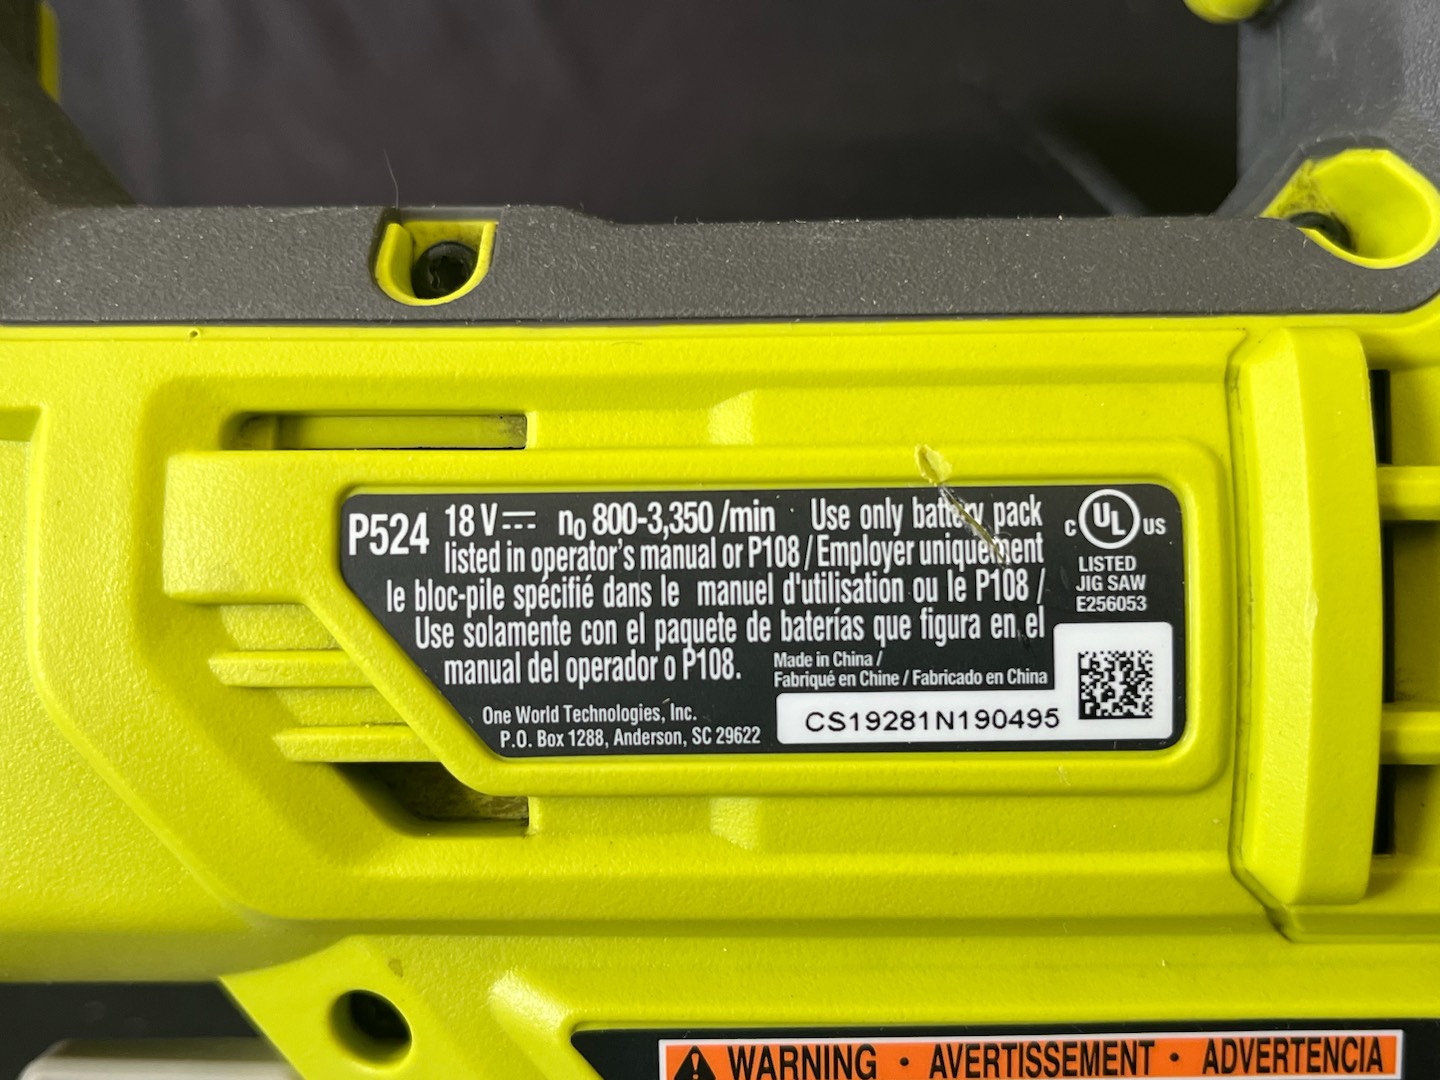 P524 18 V⎓ n₀ 800-3,350 /min · Use only battery pack
listed in operator's manual or P108 / Employer uniquement
le bloc-pile spécifié dans le manuel d'utilisation ou le P108 /
Use solamente con el paquete de baterías que figura en el
manual del operador o P108.
Made in China /
Fabriqué en Chine / Fabricado en China
One World Technologies, Inc.
P.O. Box 1288, Anderson, SC 29622
CS19281N190495
C UL US
LISTED
JIG SAW
E256053
WARNING • AVERTISSEMENT • ADVERTENCIA